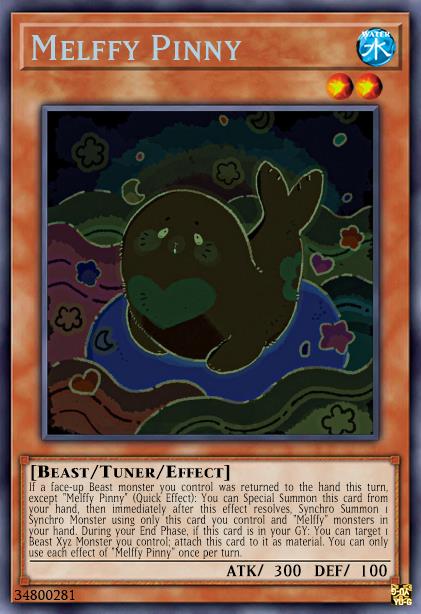 Melffy Pinny
WATER
水
[Beast/Tuner/Effect]
If a face-up Beast monster you control was returned to the hand this turn,
except "Melffy Pinny" (Quick Effect): You can Special Summon this card from
your hand, then immediately after this effect resolves, Synchro Summon 1
Synchro Monster using only this card you control and "Melffy" monsters in
your hand. During your End Phase, if this card is in your GY: You can target 1
Beast Xyz Monster you control; attach this card to it as material. You can only
use each effect of "Melffy Pinny" once per turn.
ATK/ 300 DEF/ 100
34800281